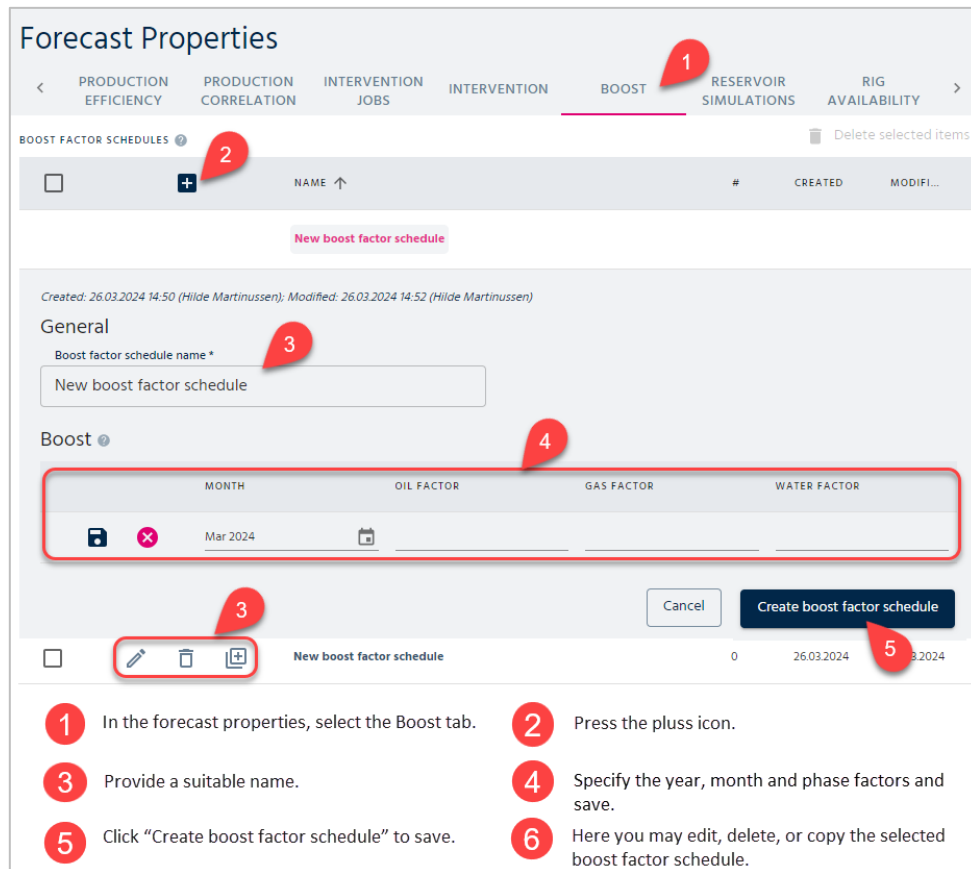 Forecast Properties
1
PRODUCTION EFFICIENCY
PRODUCTION CORRELATION
INTERVENTION JOBS
INTERVENTION
BOOST
RESERVOIR SIMULATIONS
RIG AVAILABILITY
BOOST FACTOR SCHEDULES ?
Delete selected items
2
NAME # CREATED MODIFI...
New boost factor schedule
Created: 26.03.2024 14:50 (Hilde Martinussen); Modified: 26.03.2024 14:52 (Hilde Martinussen)
General
Boost factor schedule name *
3
New boost factor schedule
Boost ?
4
MONTH OIL FACTOR GAS FACTOR WATER FACTOR
Mar 2024
Cancel Create boost factor schedule
3
5
New boost factor schedule 0 26.03.2024 3.2024
1 In the forecast properties, select the Boost tab.
2 Press the pluss icon.
3 Provide a suitable name.
4 Specify the year, month and phase factors and
save.
5 Click “Create boost factor schedule” to save.
6 Here you may edit, delete, or copy the selected
boost factor schedule.